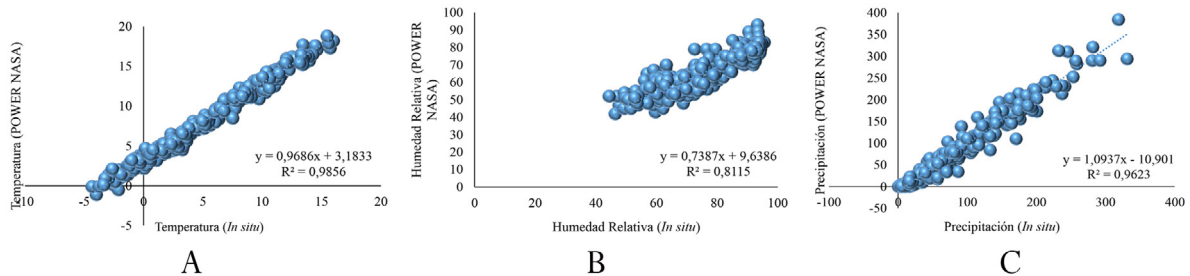 Temperatura (POWER NASA)
20
15
10
5
0
-5
-10
-5
0
5
10
15
20
y = 0,9686x + 3,1833
R² = 0,9856
Temperatura (In situ)
A
Humedad Relativa (POWER
NASA)
100
90
80
70
60
50
40
30
20
10
0
0
20
40
60
80
100
y = 0,7387x + 9,6386
R² = 0,8115
Humedad Relativa (In situ)
B
Precipitación (POWER NASA)
400
350
300
250
200
150
100
50
0
-50
-100
0
100
200
300
400
y = 1,0937x - 10,901
R² = 0,9623
Precipitación (In situ)
C